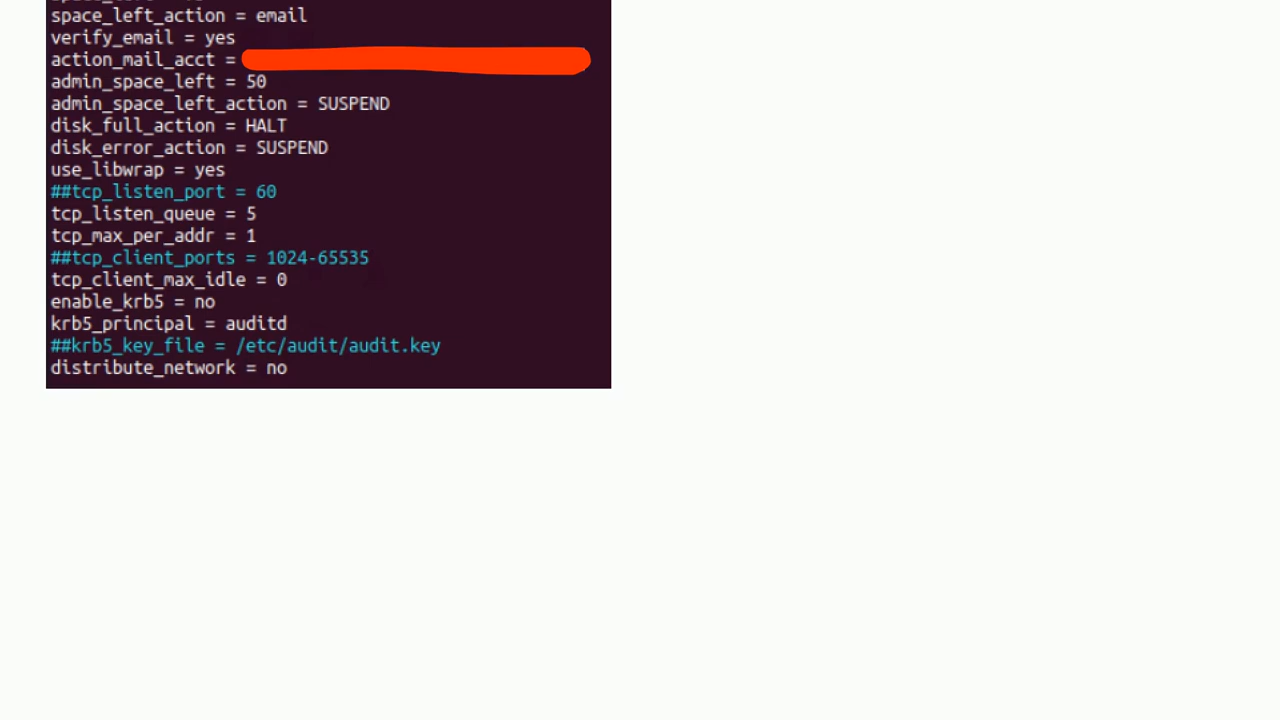 space_left_action = email
verify_email = yes
action_mail_acct =
admin_space_left = 50
admin_space_left_action = SUSPEND
disk_full_action = HALT
disk_error_action = SUSPEND
use_libwrap = yes
##tcp_listen_port = 60
tcp_listen_queue = 5
tcp_max_per_addr = 1
##tcp_client_ports = 1024-65535
tcp_client_max_idle = 0
enable_krb5 = no
krb5_principal = auditd
##krb5_key_file = /etc/audit/audit.key
distribute_network = no